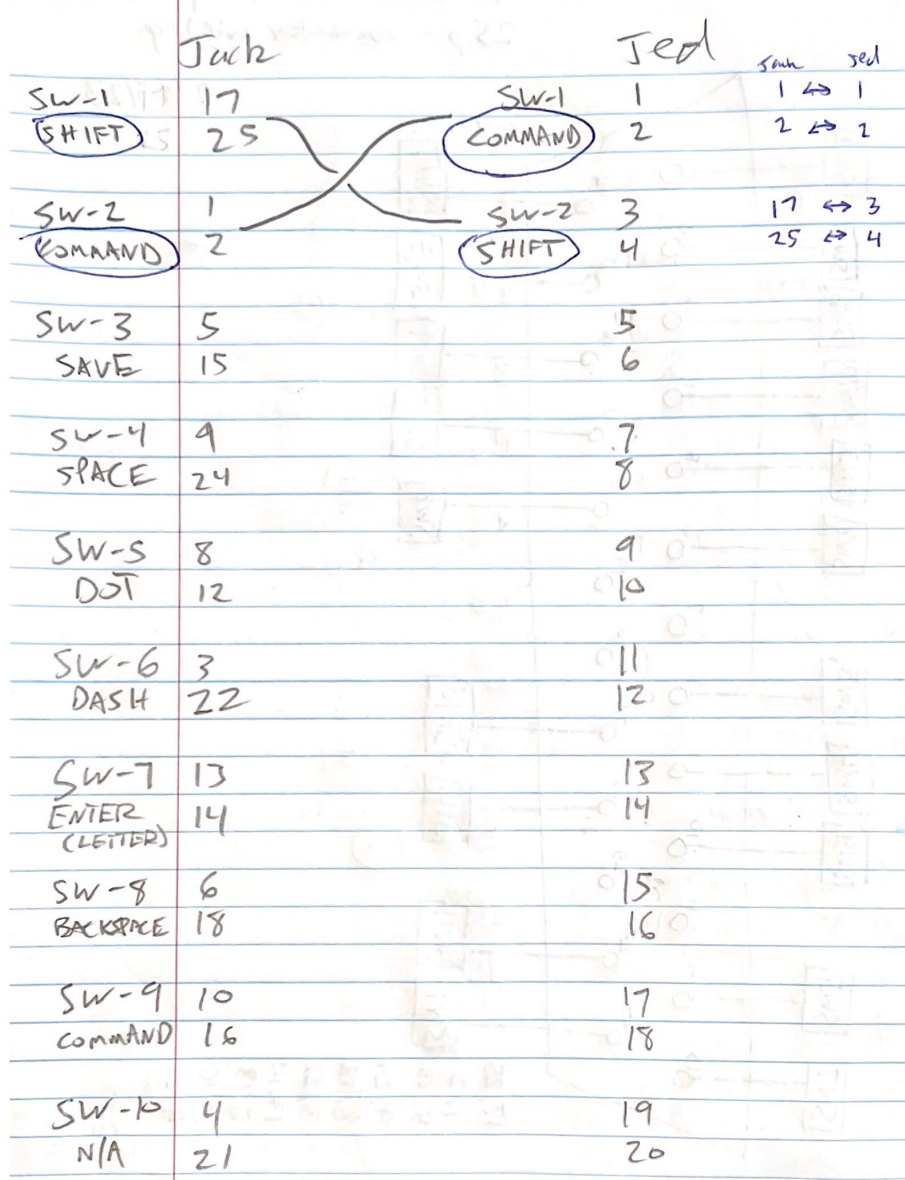 Jack Jed
Jack Jed
SW-1 17 SW-1 1 1 ↔ 1
SHIFT 25 COMMAND 2 2 ↔ 2
SW-2 1 SW-2 3 17 ↔ 3
COMMAND 2 SHIFT 4 25 ↔ 4
SW-3 5 5
SAVE 15 6
SW-4 9 7
SPACE 24 8
SW-5 8 9
DOT 12 10
SW-6 3 11
DASH 22 12
SW-7 13 13
ENTER 14 14
(LETTER)
SW-8 6 15
BACKSPACE 18 16
SW-9 10 17
COMMAND 16 18
SW-10 4 19
N/A 21 20